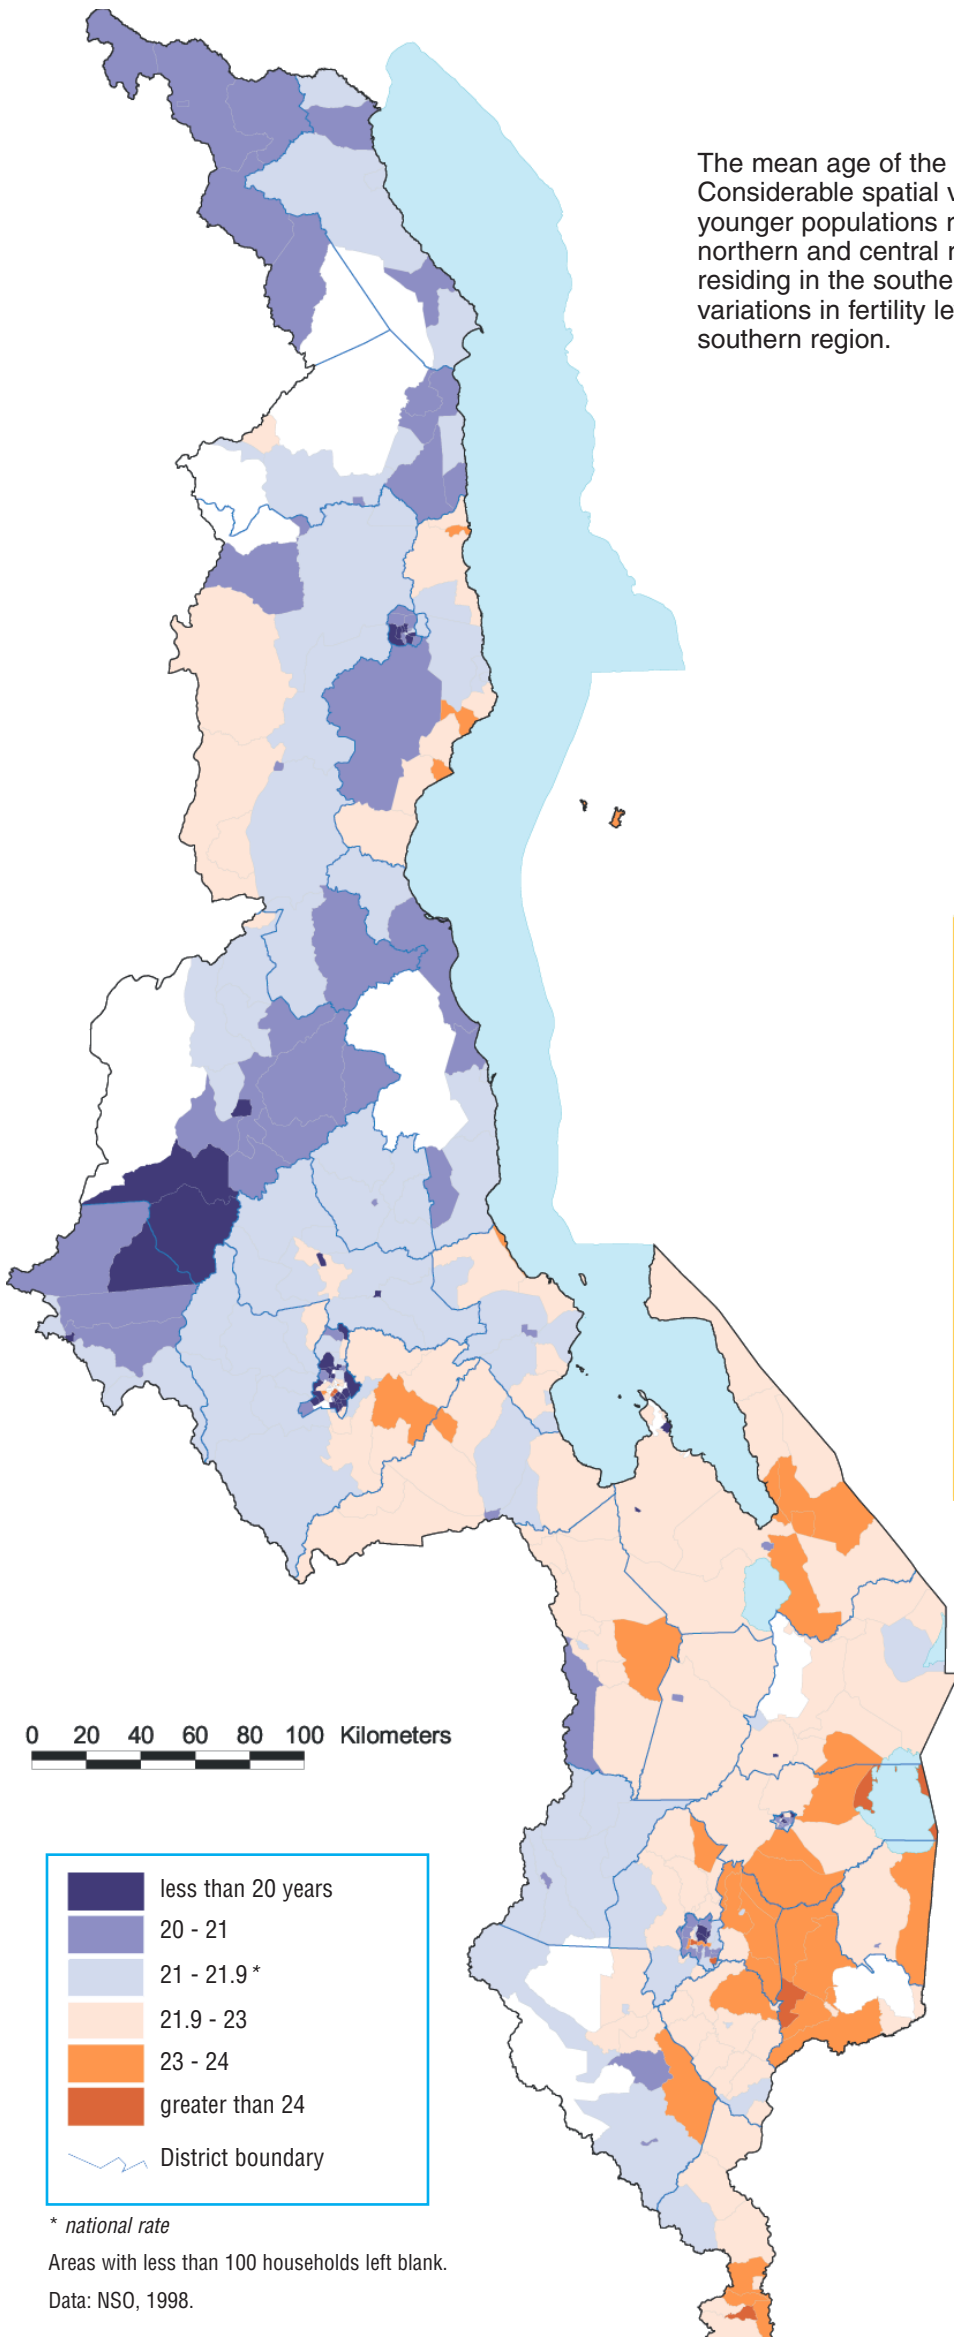 The mean age of the
Considerable spatial
younger populations
northern and central
residing in the
variations in fertility
southern region.
0 20 40 60 80 100 Kilometers
less than 20 years
20 - 21
21 - 21.9 *
21.9 - 23
23 - 24
greater than 24
District boundary
* national rate
Areas with less than 100 households left blank.
Data: NSO, 1998.